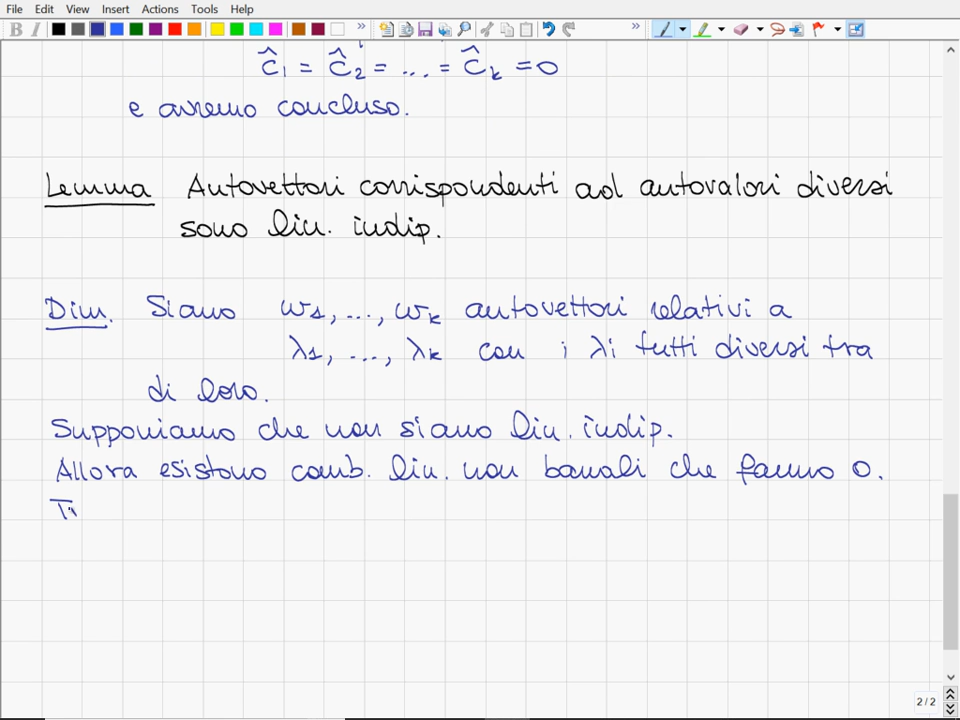 File Edit View Insert Actions Tools Help
B I
ĉ1 = ĉ2 = ... = ĉk = 0
e avremo concluso.
Lemma Autovettori corrispondenti ad autovalori diversi
sono lin. indip.
Dim. Siano w1, ..., wk autovettori relativi a
λ1, ..., λk con i λi tutti diversi tra
di loro.
Supponiamo che non siano lin. indip.
Allora esistono comb. lin. non banali che fanno 0.
2 / 2